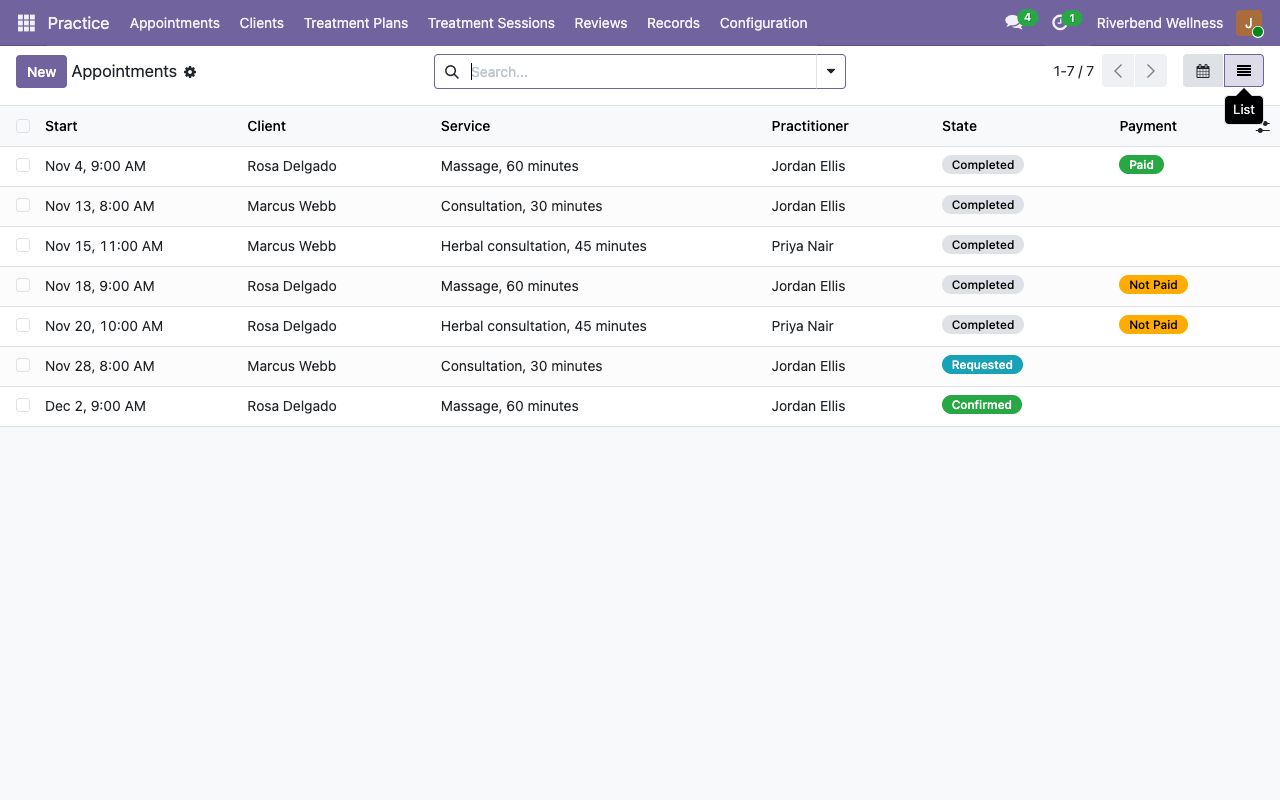 Practice Appointments Clients Treatment Plans Treatment Sessions Reviews Records Configuration 4 1 Riverbend Wellness J
New Appointments Search... 1-7 / 7
List
Start Client Service Practitioner State Payment
Nov 4, 9:00 AM Rosa Delgado Massage, 60 minutes Jordan Ellis Completed Paid
Nov 13, 8:00 AM Marcus Webb Consultation, 30 minutes Jordan Ellis Completed
Nov 15, 11:00 AM Marcus Webb Herbal consultation, 45 minutes Priya Nair Completed
Nov 18, 9:00 AM Rosa Delgado Massage, 60 minutes Jordan Ellis Completed Not Paid
Nov 20, 10:00 AM Rosa Delgado Herbal consultation, 45 minutes Priya Nair Completed Not Paid
Nov 28, 8:00 AM Marcus Webb Consultation, 30 minutes Jordan Ellis Requested
Dec 2, 9:00 AM Rosa Delgado Massage, 60 minutes Jordan Ellis Confirmed